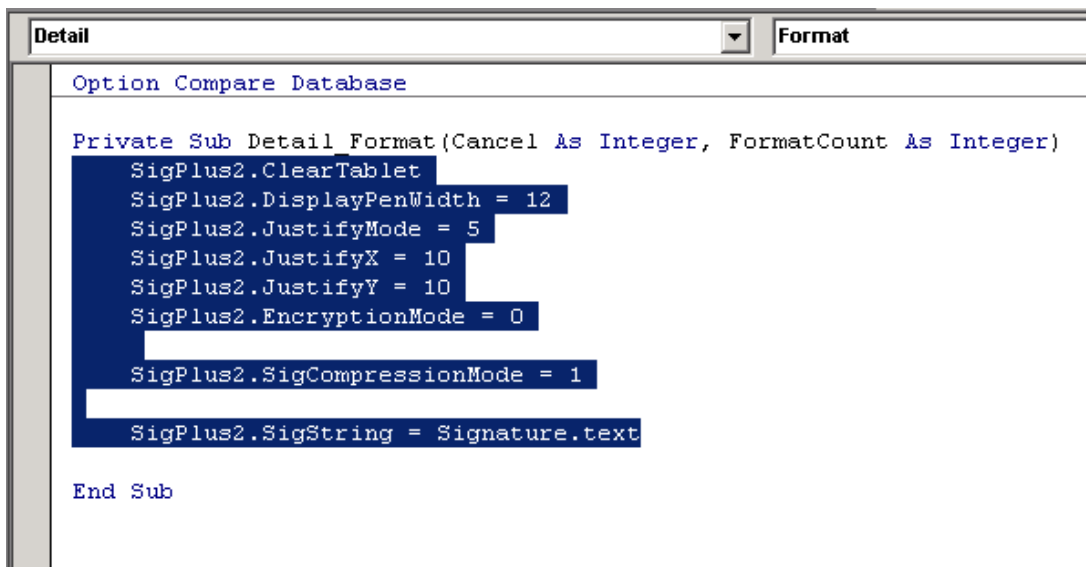 Detail Format
Option Compare Database
Private Sub Detail_Format(Cancel As Integer, FormatCount As Integer)
SigPlus2.ClearTablet
SigPlus2.DisplayPenWidth = 12
SigPlus2.JustifyMode = 5
SigPlus2.JustifyX = 10
SigPlus2.JustifyY = 10
SigPlus2.EncryptionMode = 0
SigPlus2.SigCompressionMode = 1
SigPlus2.SigString = Signature.text
End Sub